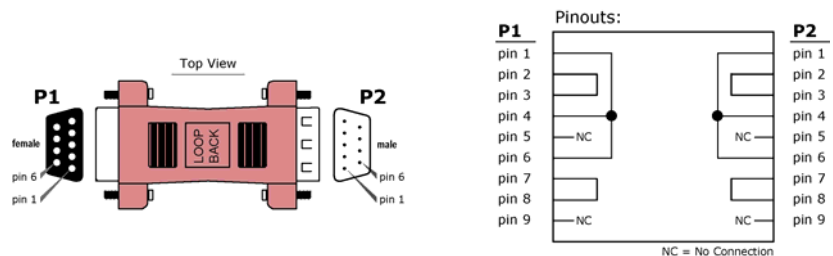 Top View
P1
P2
female
male
LOOP
BACK
pin 6
pin 1
pin 6
pin 1
Pinouts:
P1
P2
pin 1
pin 1
pin 2
pin 2
pin 3
pin 3
pin 4
pin 4
pin 5
NC
NC
pin 5
pin 6
pin 6
pin 7
pin 7
pin 8
pin 8
pin 9
NC
NC
pin 9
NC = No Connection